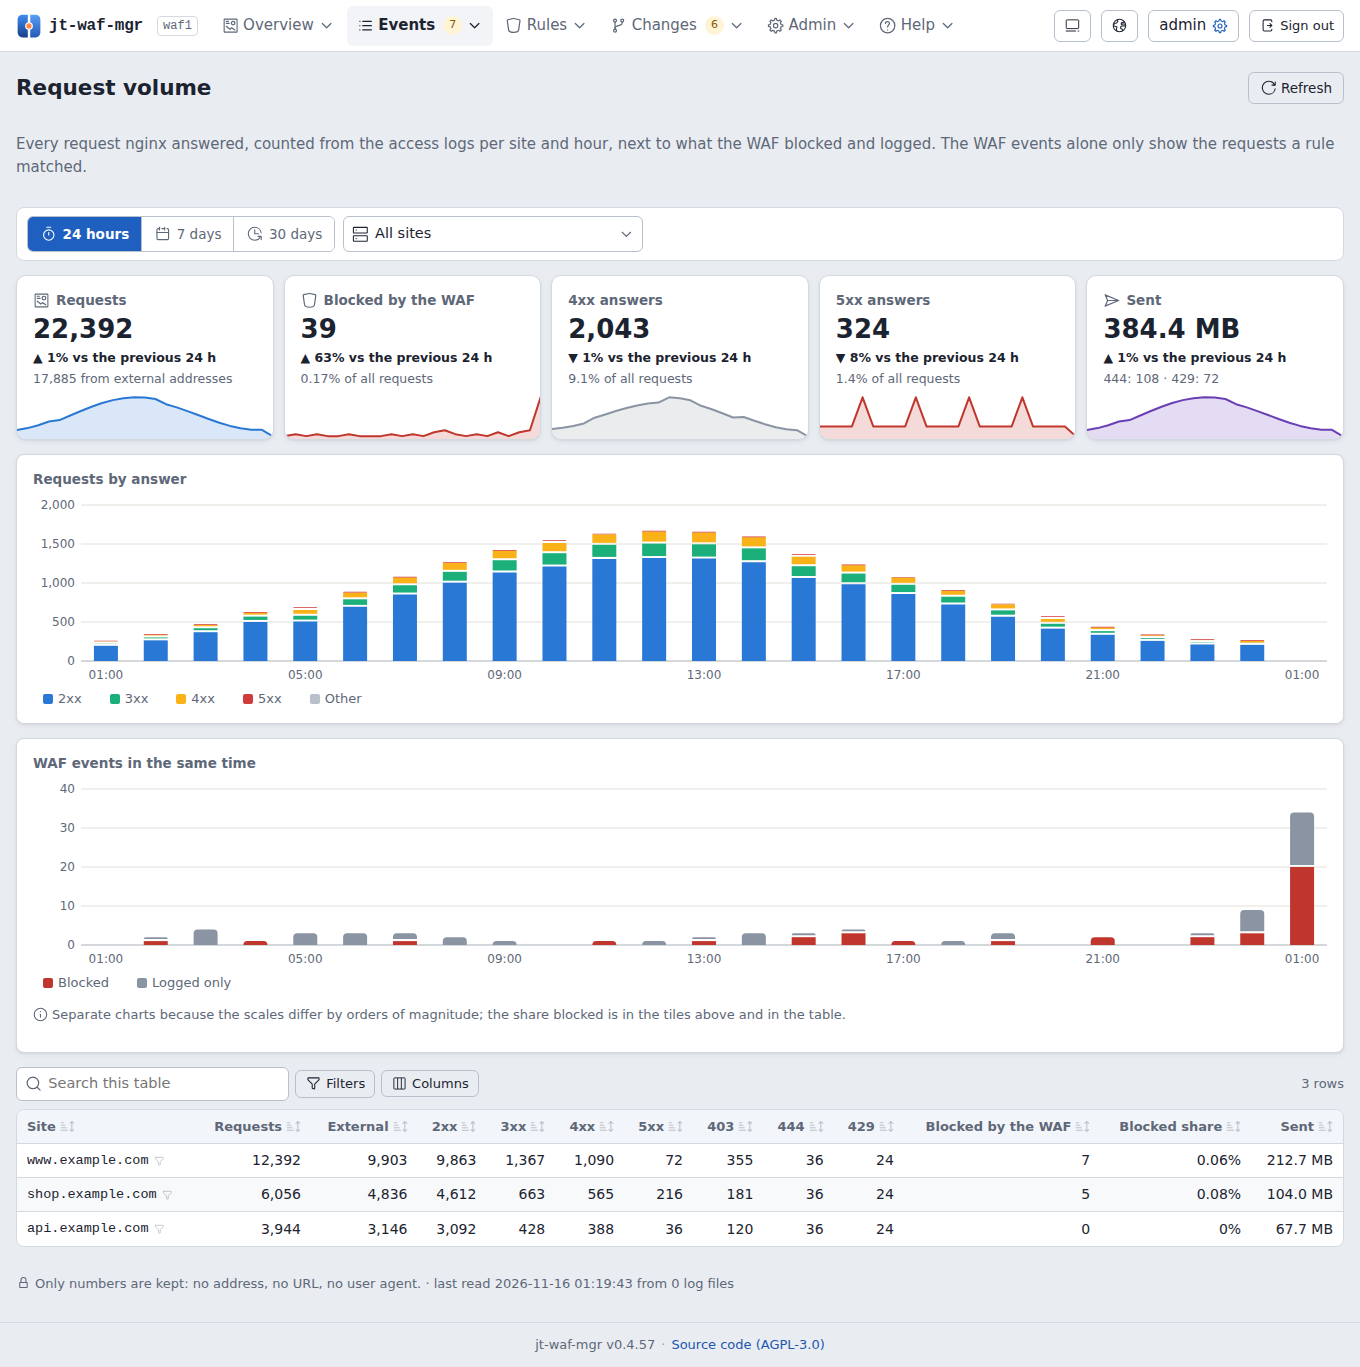 jt-waf-mgr waf1 Overview Events 7 Rules Changes 6 Admin Help admin Sign out
Request volume Refresh
Every request nginx answered, counted from the access logs per site and hour, next to what the WAF blocked and logged. The WAF events alone only show the requests a rule
matched.
24 hours 7 days 30 days All sites
Requests
22,392
▲ 1% vs the previous 24 h
17,885 from external addresses
Blocked by the WAF
39
▲ 63% vs the previous 24 h
0.17% of all requests
4xx answers
2,043
▼ 1% vs the previous 24 h
9.1% of all requests
5xx answers
324
▼ 8% vs the previous 24 h
1.4% of all requests
Sent
384.4 MB
▲ 1% vs the previous 24 h
444: 108 · 429: 72
Requests by answer
2,000
1,500
1,000
500
0
01:00 05:00 09:00 13:00 17:00 21:00 01:00
2xx 3xx 4xx 5xx Other
WAF events in the same time
40
30
20
10
0
01:00 05:00 09:00 13:00 17:00 21:00 01:00
Blocked Logged only
Separate charts because the scales differ by orders of magnitude; the share blocked is in the tiles above and in the table.
Search this table Filters Columns 3 rows
Site Requests External 2xx 3xx 4xx 5xx 403 444 429 Blocked by the WAF Blocked share Sent
www.example.com 12,392 9,903 9,863 1,367 1,090 72 355 36 24 7 0.06% 212.7 MB
shop.example.com 6,056 4,836 4,612 663 565 216 181 36 24 5 0.08% 104.0 MB
api.example.com 3,944 3,146 3,092 428 388 36 120 36 24 0 0% 67.7 MB
Only numbers are kept: no address, no URL, no user agent. · last read 2026-11-16 01:19:43 from 0 log files
jt-waf-mgr v0.4.57 · Source code (AGPL-3.0)